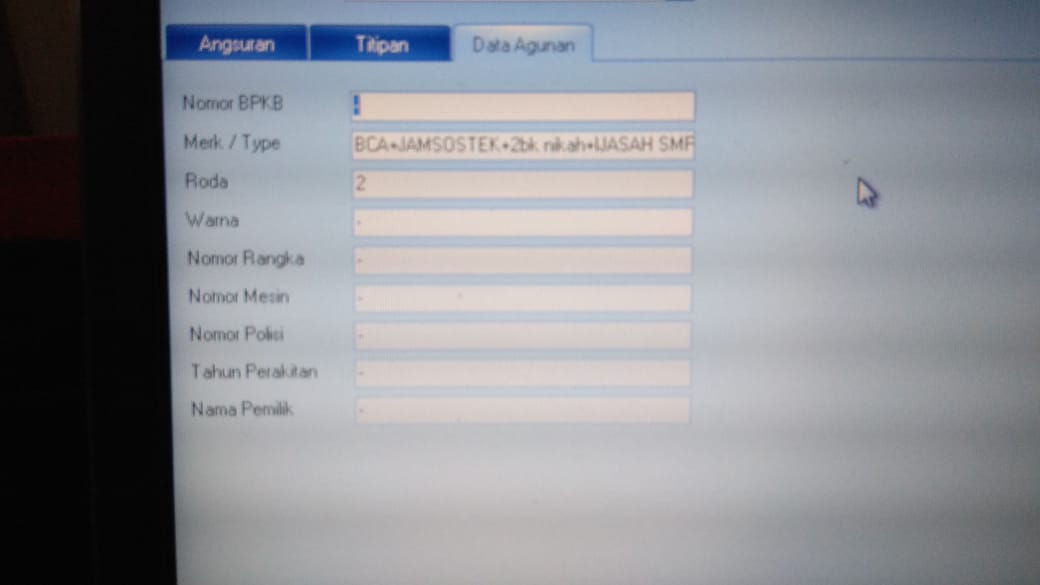 Angsuran Titipan Data Agunan
Nomor BPKB -
Merk / Type BCA+JAMSOSTEK+2bk nikah+IJASAH SMP
Roda 2
Warna -
Nomor Rangka -
Nomor Mesin -
Nomor Polisi -
Tahun Perakitan -
Nama Pemilik -